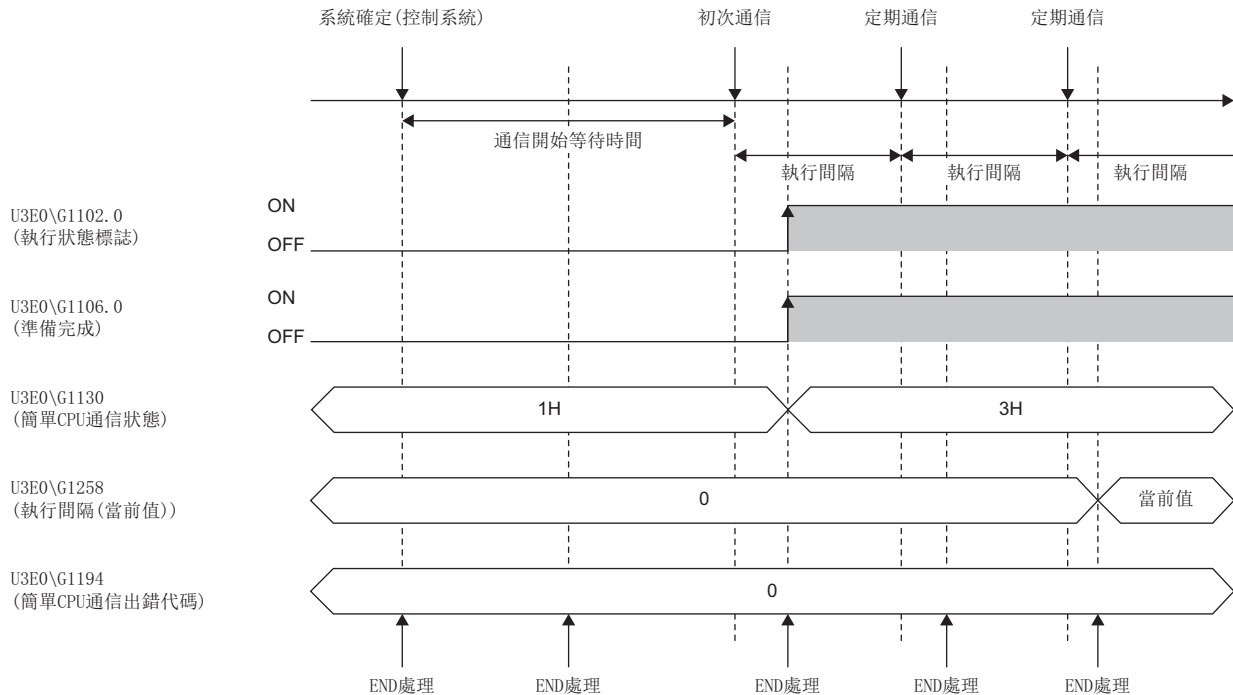 系統確定(控制系統)
初次通信
定期通信
定期通信
通信開始等待時間
執行間隔
執行間隔
執行間隔
U3E0\G1102.0
(執行狀態標誌)
ON
OFF
U3E0\G1106.0
(準備完成)
ON
OFF
U3E0\G1130
(簡單CPU通信狀態)
1H
3H
U3E0\G1258
(執行間隔(當前值))
0
當前值
U3E0\G1194
(簡單CPU通信出錯代碼)
0
END處理
END處理
END處理
END處理
END處理